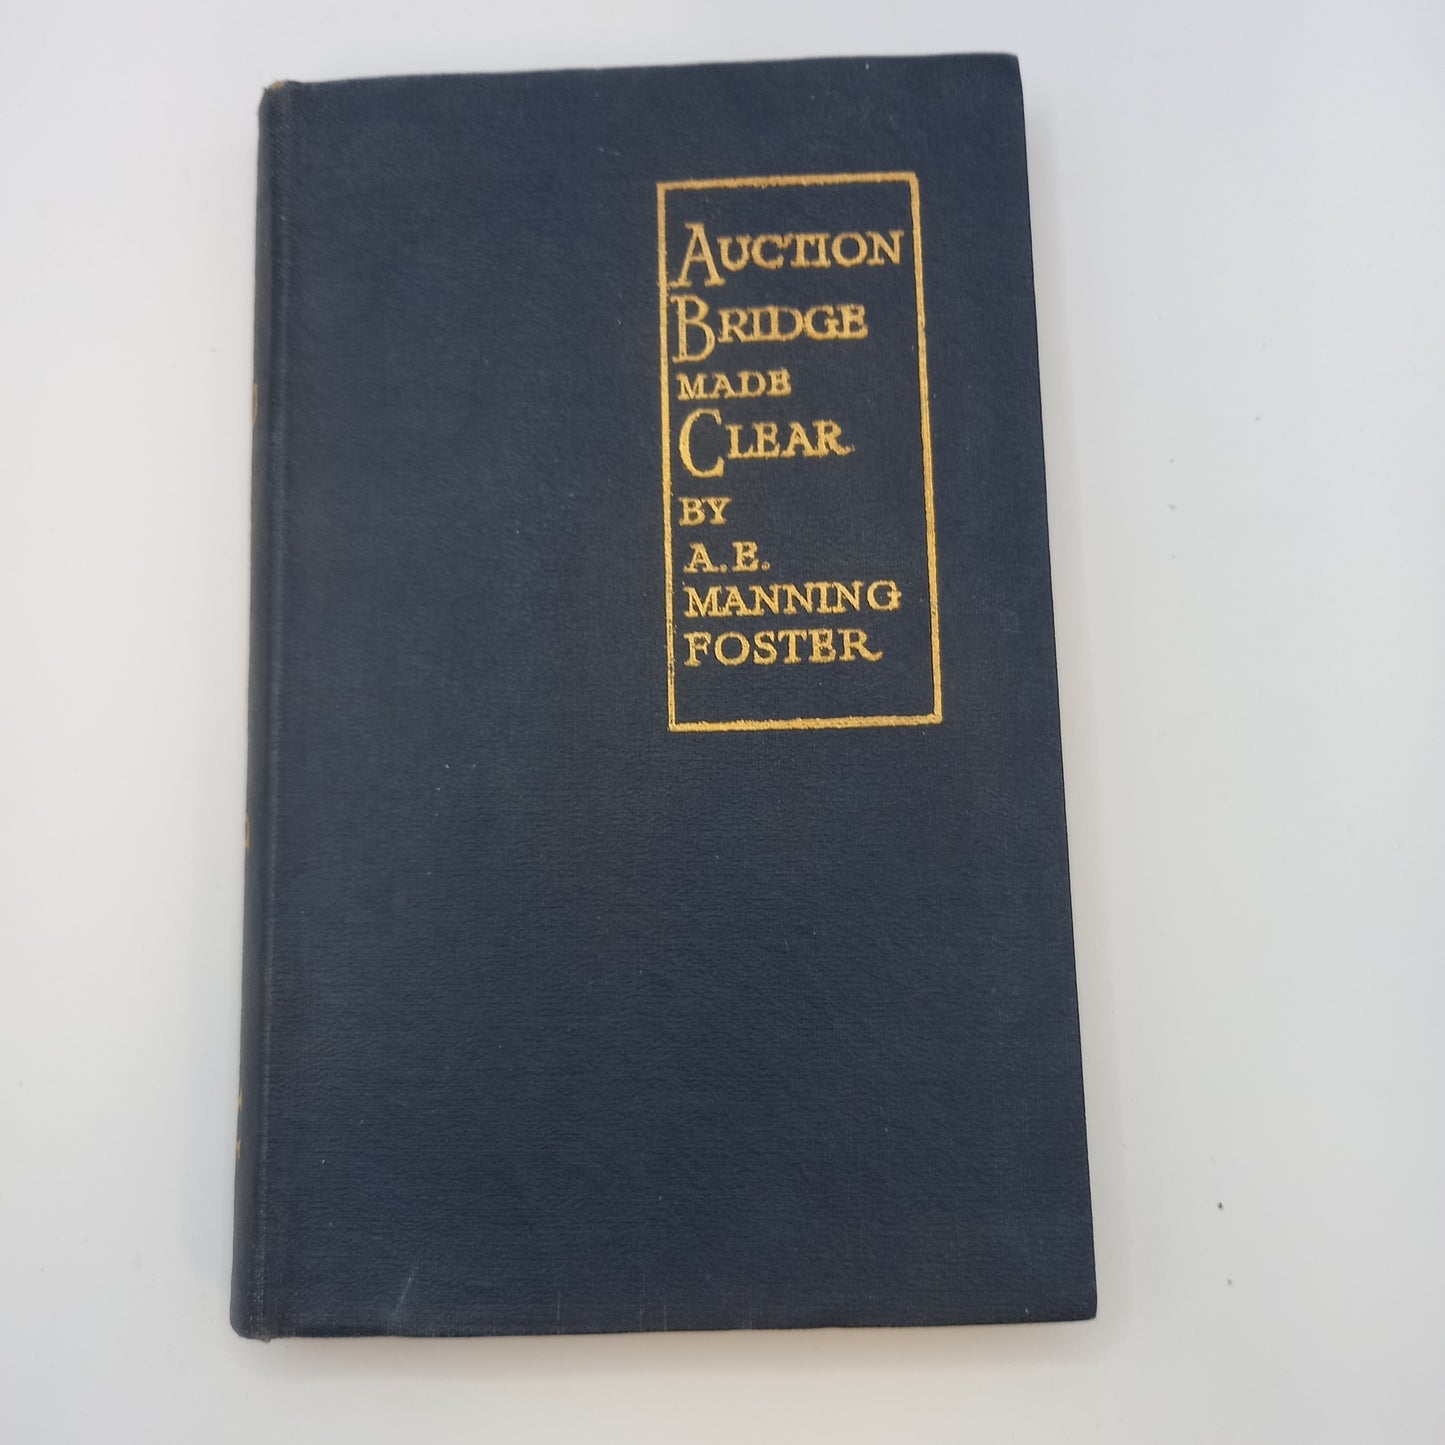 AUCTION
BRIDGE
MADE
CLEAR
BY
A.E.
MANNING
FOSTER